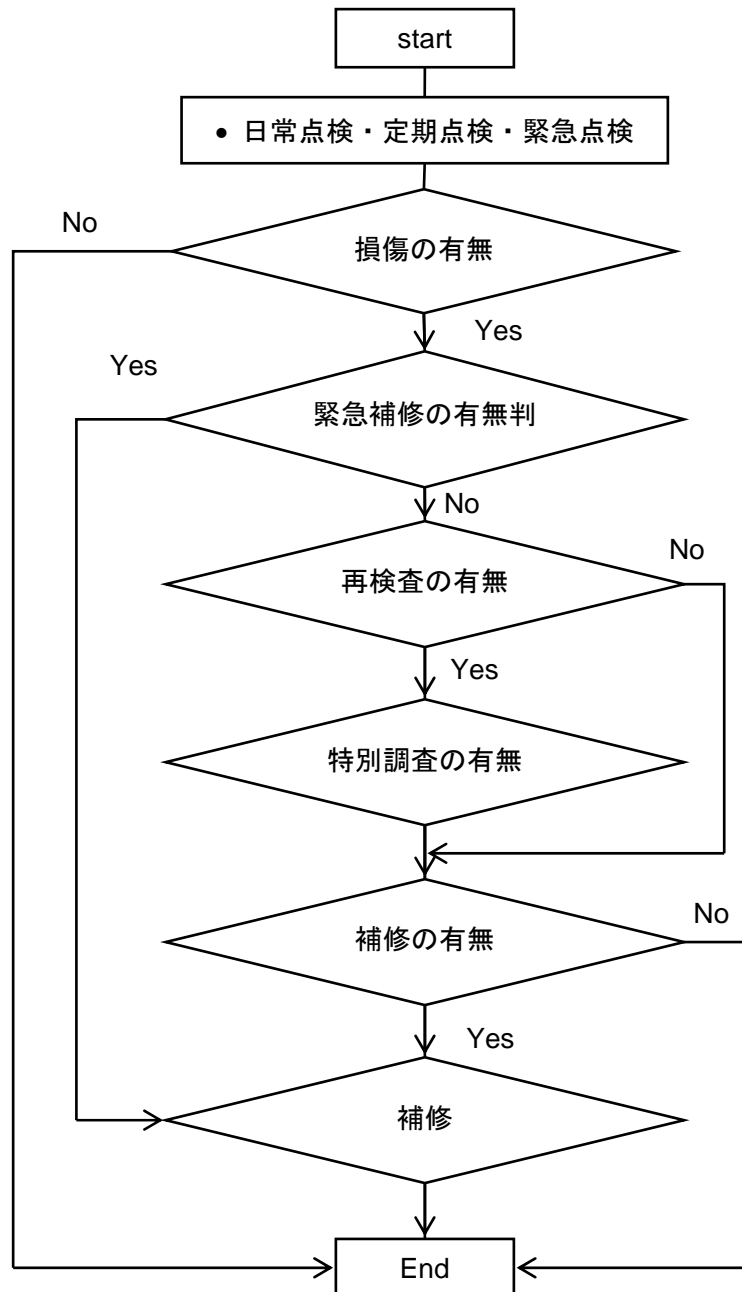 start
• 日常点検・定期点検・緊急点検
No
損傷の有無
Yes
Yes
緊急補修の有無判
No
再検査の有無
No
Yes
特別調査の有無
補修の有無
No
Yes
補修
End